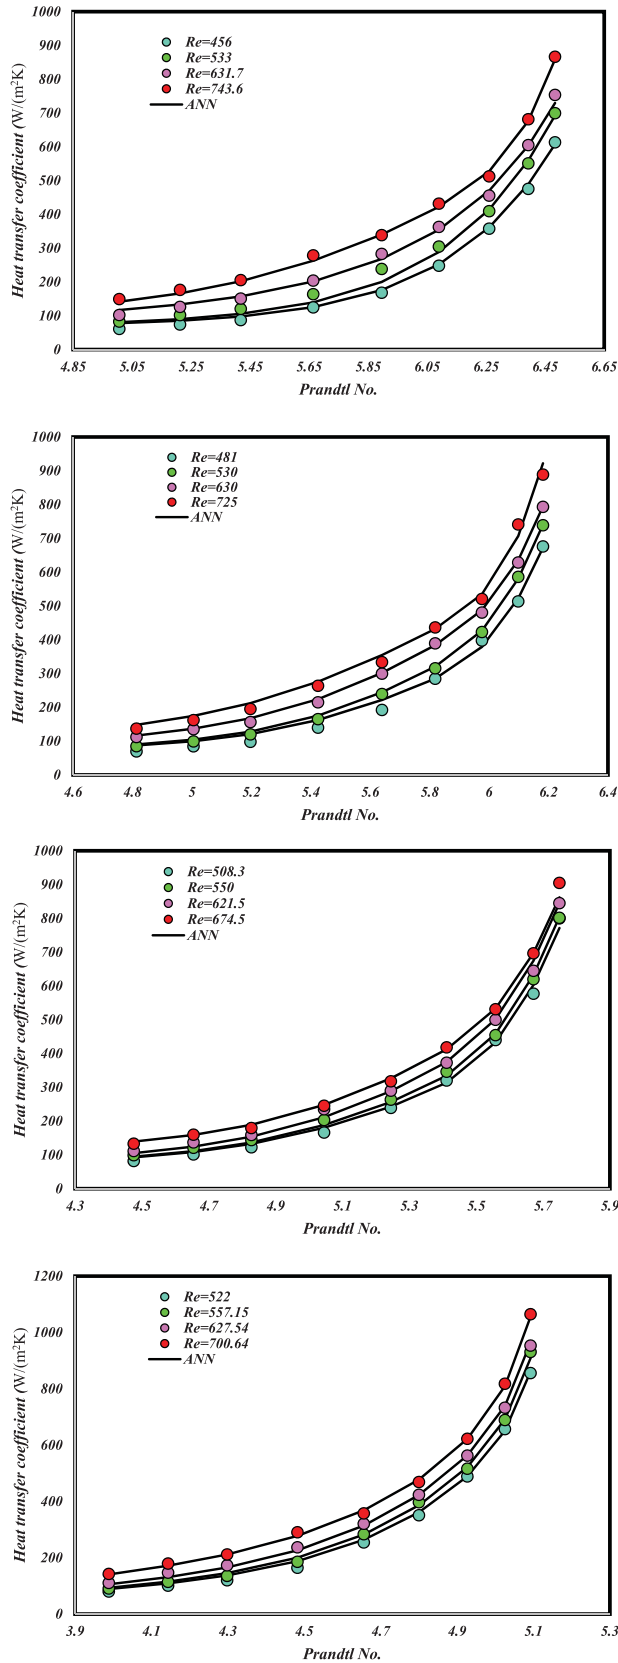 1000
Re=456
900
Re=533
800
Re=631.7
Re=743.6
700
ANN
600
500
400
300
200
100
0
Heat transfer coefficient (W/(m²K)
4.85 5.05 5.25 5.45 5.65 5.85 6.05 6.25 6.45 6.65
Prandtl No.
1000
Re=481
900
Re=530
Re=630
800
Re=725
ANN
700
600
500
400
300
200
100
0
Heat transfer coefficient (W/(m²K)
4.6 4.8 5 5.2 5.4 5.6 5.8 6 6.2 6.4
Prandtl No.
1000
Re=508.3
900
Re=550
Re=621.5
800
Re=674.5
ANN
700
600
500
400
300
200
100
0
Heat transfer coefficient (W/(m²K)
4.3 4.5 4.7 4.9 5.1 5.3 5.5 5.7 5.9
Prandtl No.
1200
Re=522
Re=557.15
Re=627.54
1000
Re=700.64
ANN
800
600
400
200
0
Heat transfer coefficient (W/(m²K)
3.9 4.1 4.3 4.5 4.7 4.9 5.1 5.3
Prandtl No.